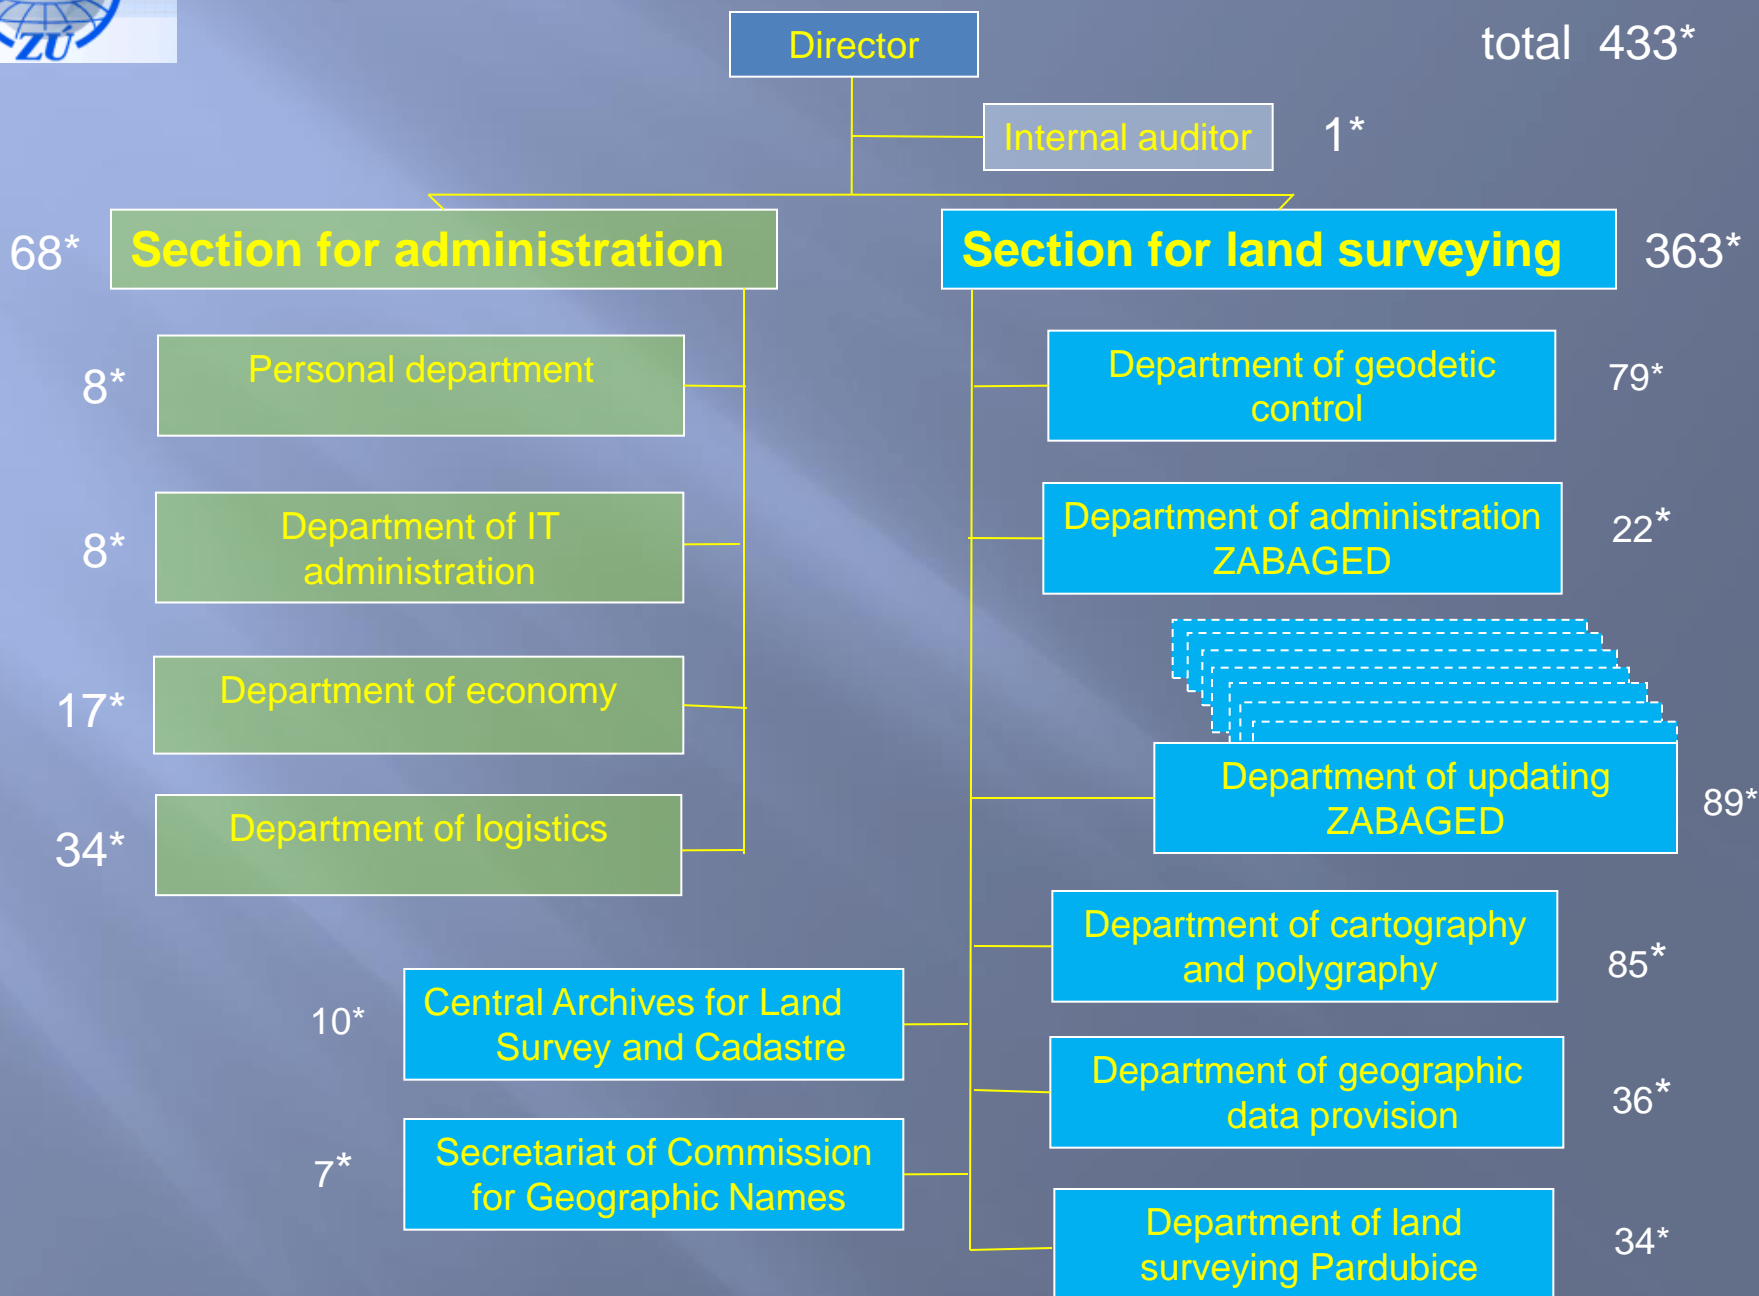 ZÚ
Director
total 433*
Internal auditor
1*
68*
Section for administration
Section for land surveying
363*
8*
Personal department
Department of geodetic
control
79*
8*
Department of IT
administration
Department of administration
ZABAGED
22*
17*
Department of economy
Department of updating
ZABAGED
89*
34*
Department of logistics
Department of cartography
and polygraphy
85*
10*
Central Archives for Land
Survey and Cadastre
Department of geographic
data provision
36*
7*
Secretariat of Commission
for Geographic Names
Department of land
surveying Pardubice
34*